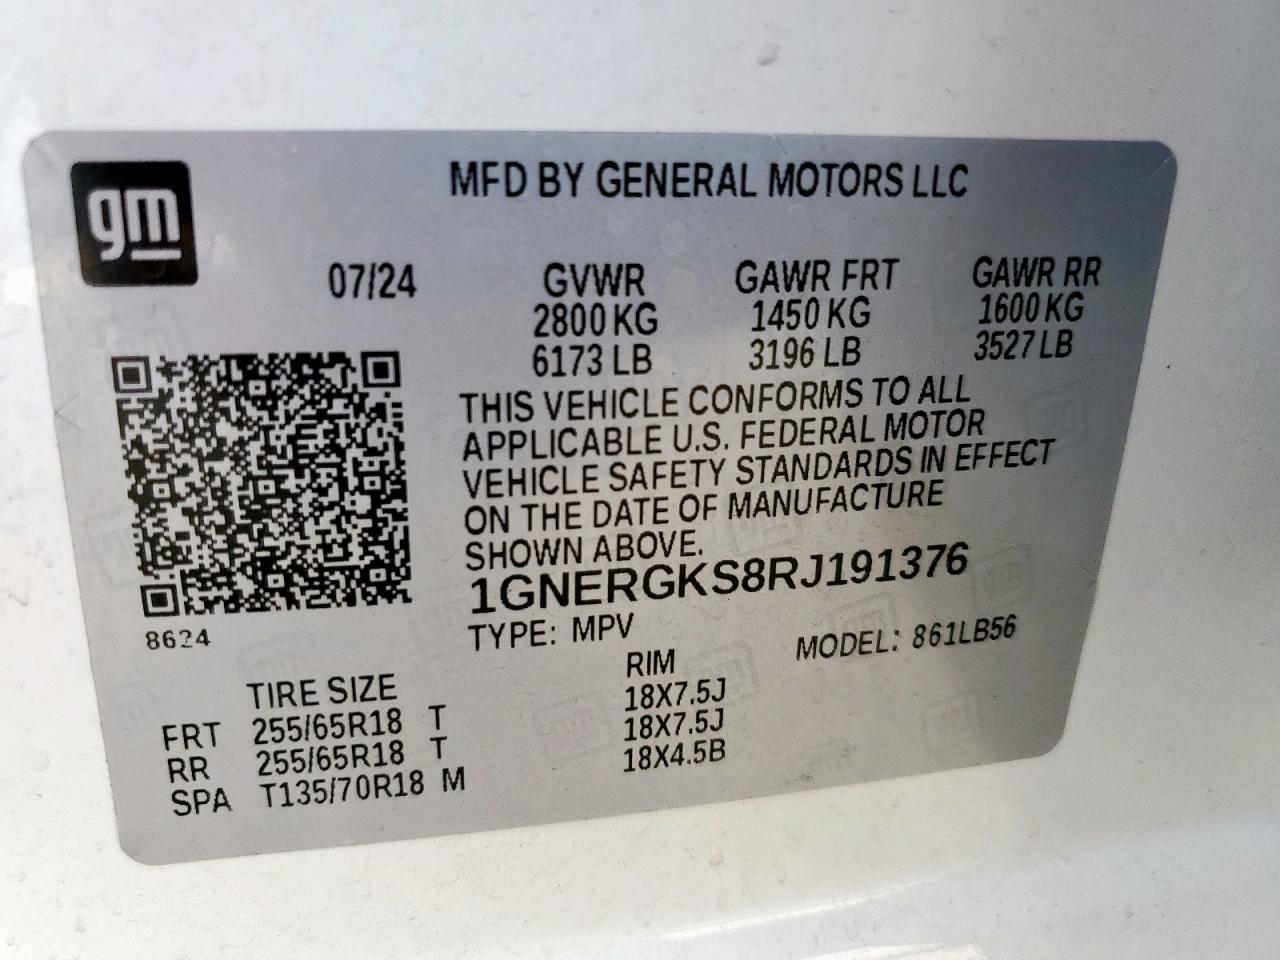 gm
MFD BY GENERAL MOTORS LLC
07/24 GVWR GAWR FRT GAWR RR
2800 KG 1450 KG 1600 KG
6173 LB 3196 LB 3527 LB
THIS VEHICLE CONFORMS TO ALL
APPLICABLE U.S. FEDERAL MOTOR
VEHICLE SAFETY STANDARDS IN EFFECT
ON THE DATE OF MANUFACTURE
SHOWN ABOVE.
1GNERGKS8RJ191376
8624
TYPE: MPV MODEL: 861LB56
TIRE SIZE RIM
FRT 255/65R18 T 18X7.5J
RR 255/65R18 T 18X7.5J
SPA T135/70R18 M 18X4.5B